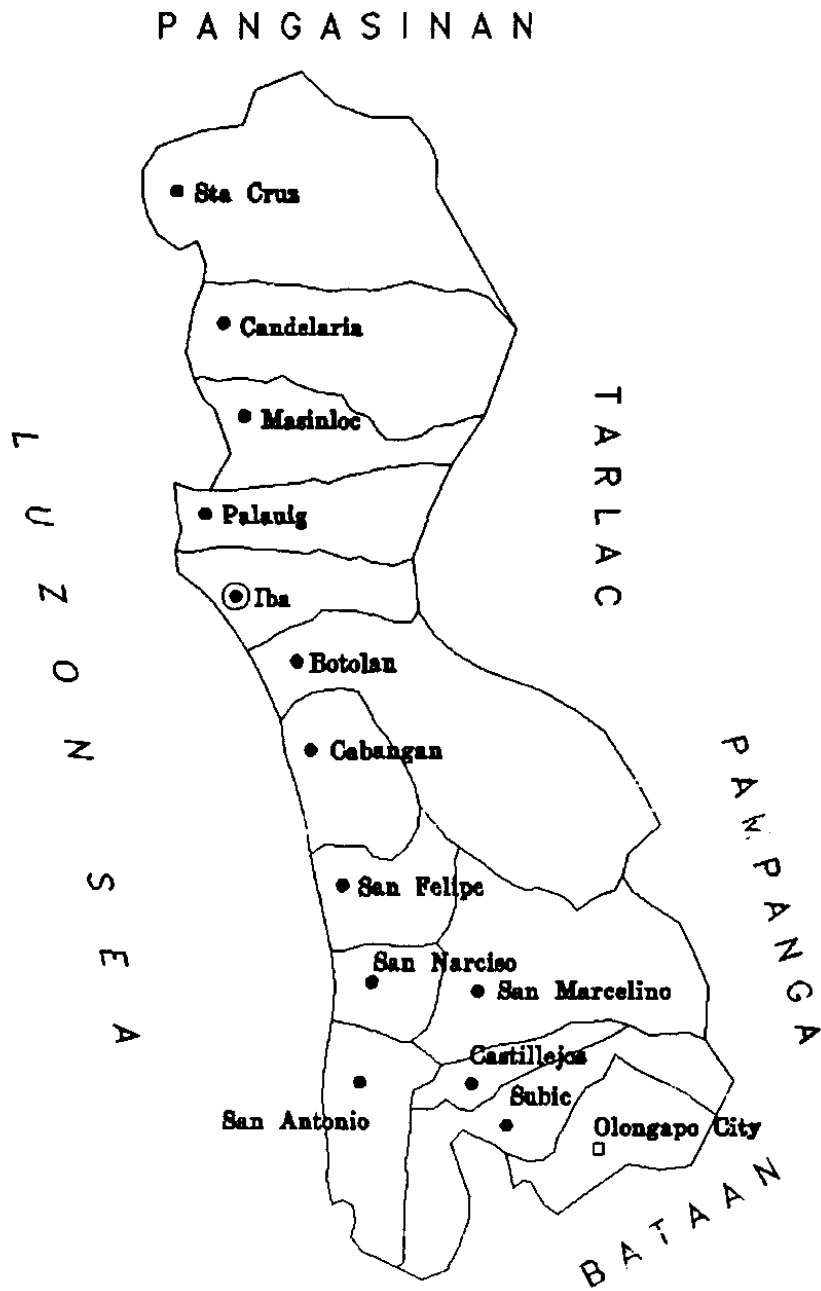 PANGASINAN
Sta Cruz
Candelaria
TARLAC
Masinloc
LUZON SEA
Palauig
Iba
Botolan
Cabangan
PAMPANGA
San Felipe
San Narciso
San Marcelino
Castillejos
Subic
San Antonio
Olongapo City
BATAAN